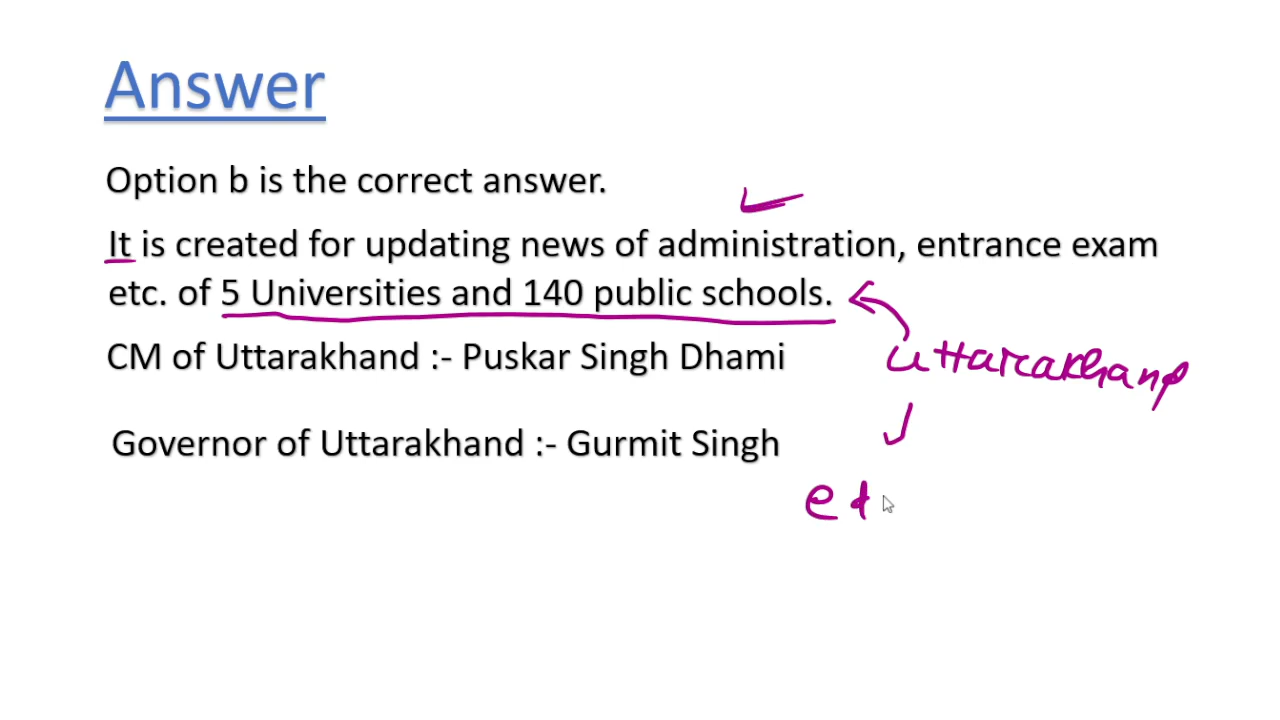 Answer
Option b is the correct answer.
It is created for updating news of administration, entrance exam
etc. of 5 Universities and 140 public schools.
CM of Uttarakhand :- Puskar Singh Dhami
uttarakhand
Governor of Uttarakhand :- Gurmit Singh
ed